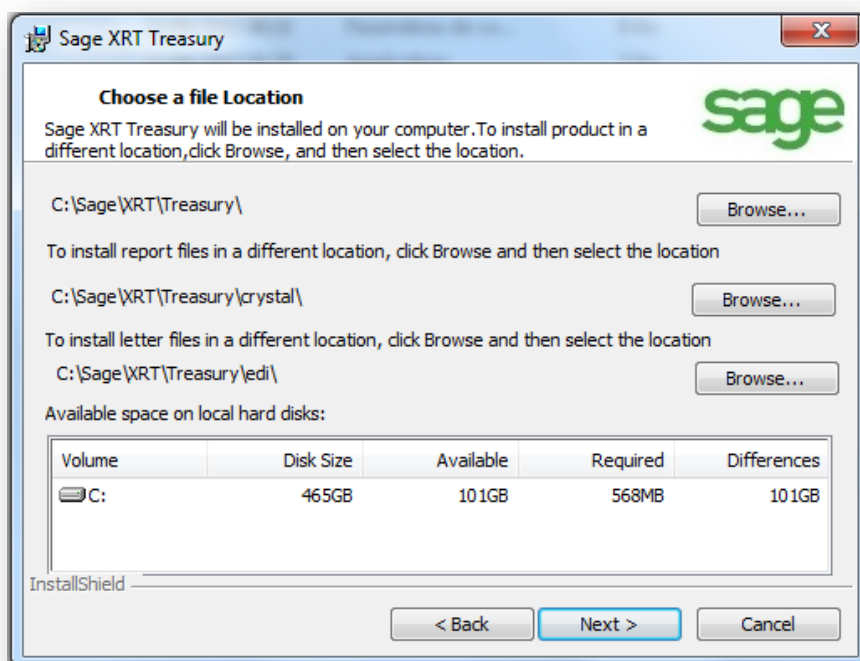 Sage XRT Treasury
Choose a file Location
Sage XRT Treasury will be installed on your computer.To install product in a
different location,click Browse, and then select the location.
sage
C:\Sage\XRT\Treasury\
Browse...
To install report files in a different location, click Browse and then select the location
C:\Sage\XRT\Treasury\crystal\
Browse...
To install letter files in a different location, click Browse and then select the location
C:\Sage\XRT\Treasury\edi\
Browse...
Available space on local hard disks:
Volume Disk Size Available Required Differences
C: 465GB 101GB 568MB 101GB
InstallShield
< Back Next > Cancel